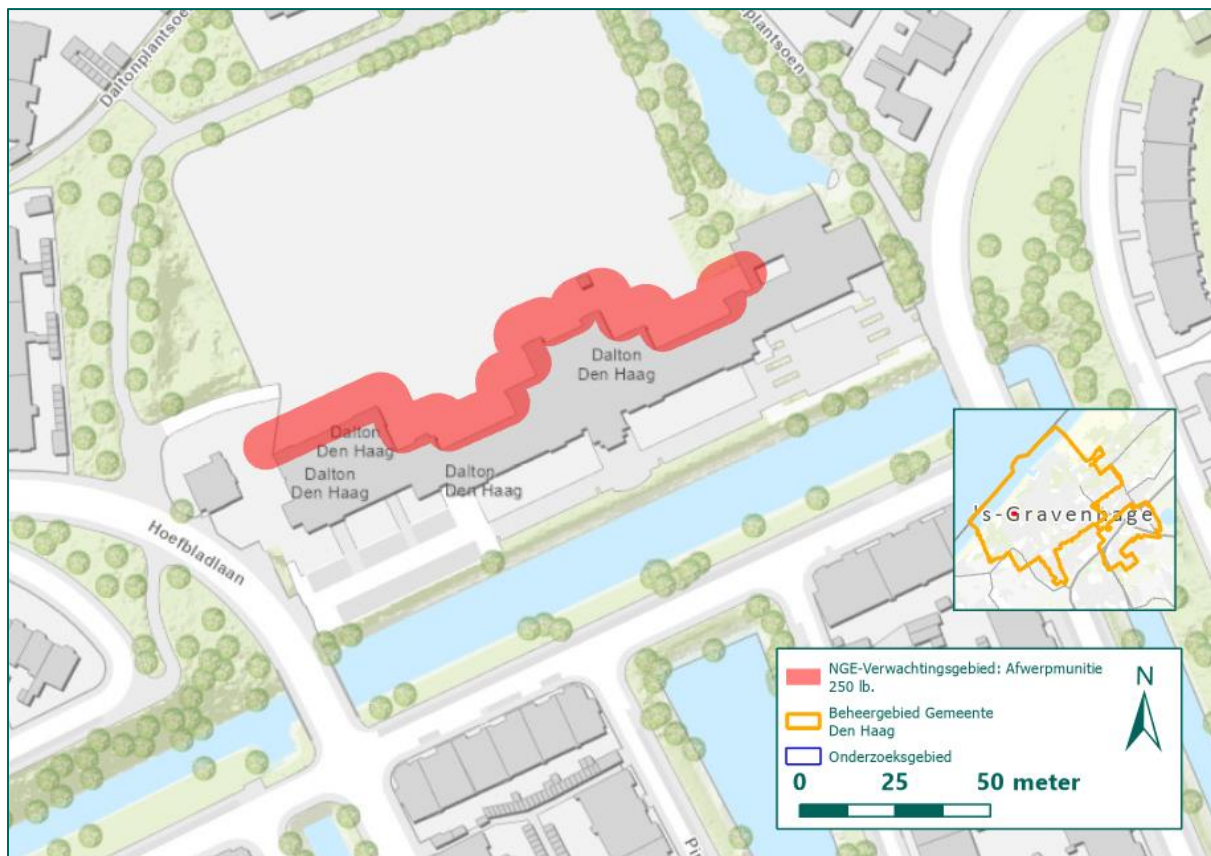 Daltonplantsoen
plantsoen
Dalton
Den Haag
Dalton
Den Haag
Dalton
Den Haag
Dalton
Den Haag
Hoefbladlaan
's-Gravenhage
NGE-Verwachtingsgebied: Afwerpmunitie
250 lb.
Beheergebied Gemeente
Den Haag
Onderzoeksgebied
N
0 25 50 meter